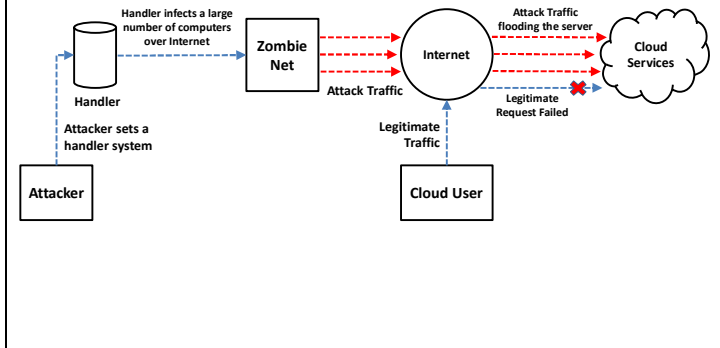 Handler infects a large
number of computers
over Internet
Attack Traffic
flooding the server
Zombie
Net
Internet
Cloud
Services
Handler
Attack Traffic
Legitimate
Request Failed
Attacker sets a
handler system
Legitimate
Traffic
Attacker
Cloud User